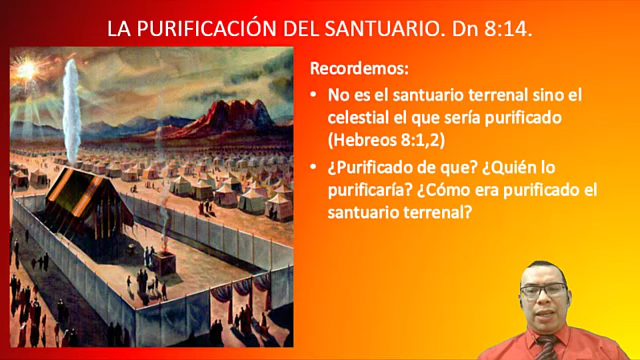 LA PURIFICACIÓN DEL SANTUARIO. Dn 8:14.
Recordemos:
• No es el santuario terrenal sino el
celestial el que sería purificado
(Hebreos 8:1,2)
• ¿Purificado de que? ¿Quién lo
purificaría? ¿Cómo era purificado el
santuario terrenal?